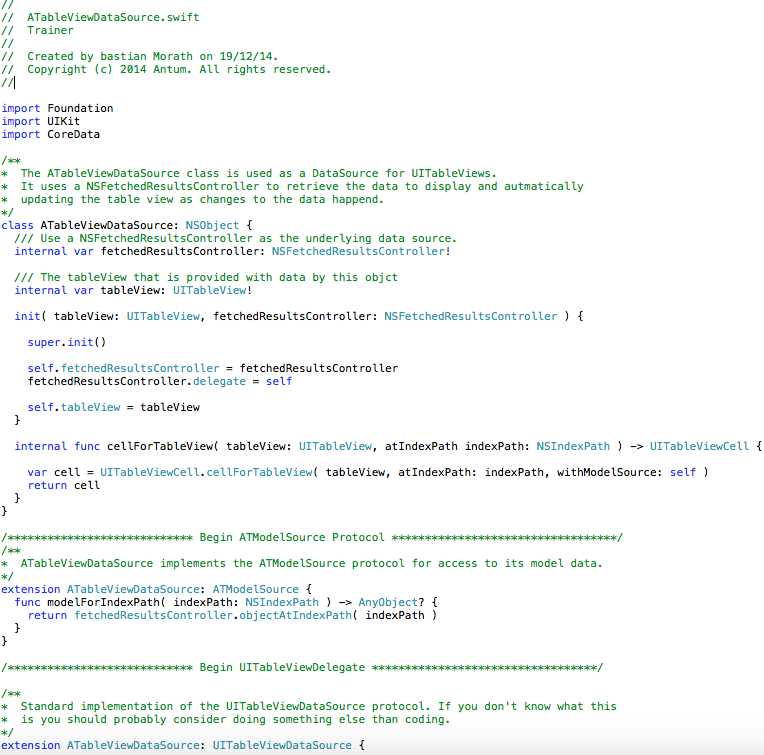 //
//  ATableViewDataSource.swift
//  Trainer
//
//  Created by bastian Morath on 19/12/14.
//  Copyright (c) 2014 Antum. All rights reserved.
//

import Foundation
import UIKit
import CoreData

/**
*  The ATableViewDataSource class is used as a DataSource for UITableViews.
*  It uses a NSFetchedResultsController to retrieve the data to display and autmatically
*  updating the table view as changes to the data happend.
*/
class ATableViewDataSource: NSObject {
  /// Use a NSFetchedResultsController as the underlying data source.
  internal var fetchedResultsController: NSFetchedResultsController!

  /// The tableView that is provided with data by this objct
  internal var tableView: UITableView!

  init( tableView: UITableView, fetchedResultsController: NSFetchedResultsController ) {

    super.init()

    self.fetchedResultsController = fetchedResultsController
    fetchedResultsController.delegate = self

    self.tableView = tableView
  }

  internal func cellForTableView( tableView: UITableView, atIndexPath indexPath: NSIndexPath ) -> UITableViewCell {

    var cell = UITableViewCell.cellForTableView( tableView, atIndexPath: indexPath, withModelSource: self )
    return cell
  }
}

/**************************** Begin ATModelSource Protocol **********************************/
/**
*  ATableViewDataSource implements the ATModelSource protocol for access to its model data.
*/
extension ATableViewDataSource: ATModelSource {
  func modelForIndexPath( indexPath: NSIndexPath ) -> AnyObject? {
    return fetchedResultsController.objectAtIndexPath( indexPath )
  }
}

/**************************** Begin UITableViewDelegate **********************************/

/**
*  Standard implementation of the UITableViewDataSource protocol. If you don't know what this
*  is you should probably consider doing something else than coding.
*/
extension ATableViewDataSource: UITableViewDataSource {